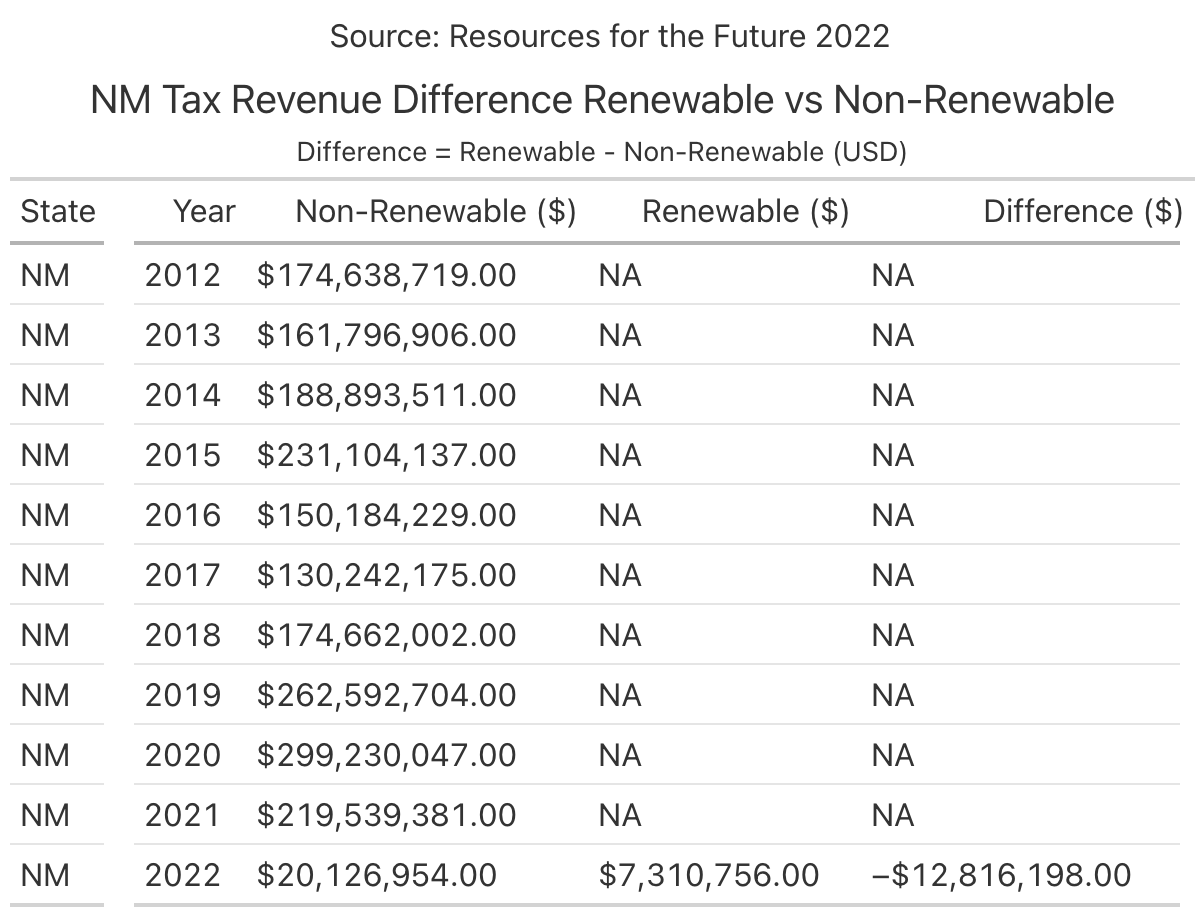 Source: Resources for the Future 2022
NM Tax Revenue Difference Renewable vs Non-Renewable
Difference = Renewable - Non-Renewable (USD)
State Year Non-Renewable ($) Renewable ($) Difference ($)
NM 2012 $174,638,719.00 NA NA
NM 2013 $161,796,906.00 NA NA
NM 2014 $188,893,511.00 NA NA
NM 2015 $231,104,137.00 NA NA
NM 2016 $150,184,229.00 NA NA
NM 2017 $130,242,175.00 NA NA
NM 2018 $174,662,002.00 NA NA
NM 2019 $262,592,704.00 NA NA
NM 2020 $299,230,047.00 NA NA
NM 2021 $219,539,381.00 NA NA
NM 2022 $20,126,954.00 $7,310,756.00 −$12,816,198.00